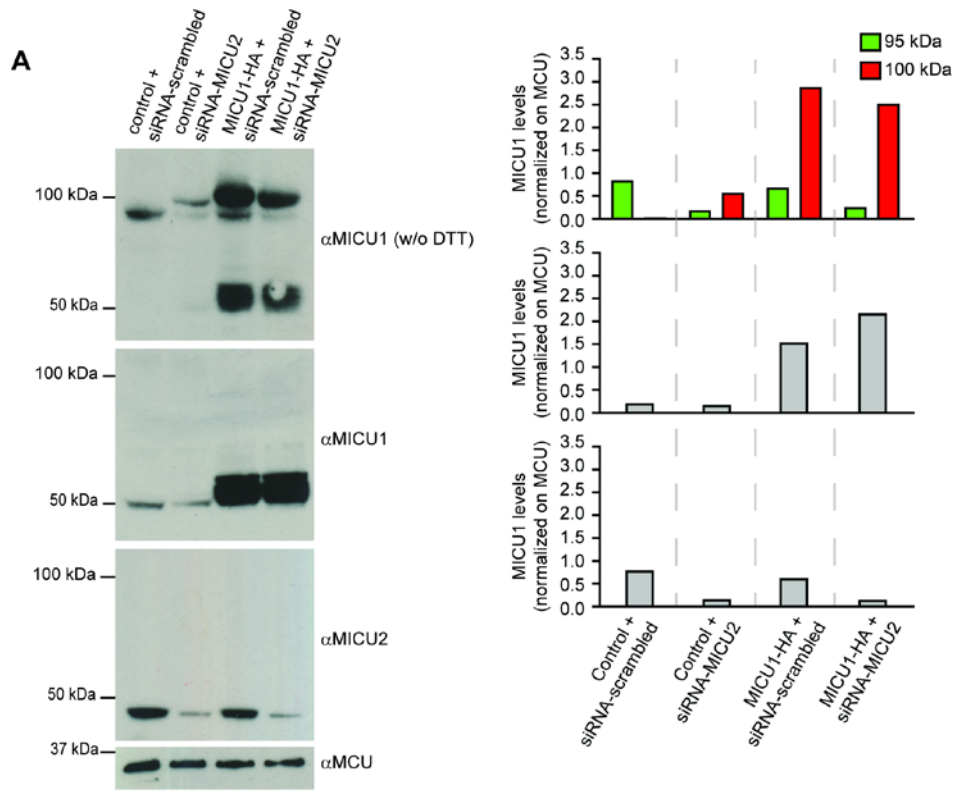 A
control +
siRNA-scrambled
control +
siRNA-MICU2
MICU1-HA +
siRNA-scrambled
MICU1-HA +
siRNA-MICU2
100 kDa
50 kDa
αMICU1 (w/o DTT)
100 kDa
50 kDa
αMICU1
100 kDa
50 kDa
αMICU2
37 kDa
αMCU
95 kDa
100 kDa
MICU1 levels
(normalized on MCU)
3.5
3.0
2.5
2.0
1.5
1.0
0.5
0.0
MICU1 levels
(normalized on MCU)
3.5
3.0
2.5
2.0
1.5
1.0
0.5
0.0
MICU1 levels
(normalized on MCU)
3.5
3.0
2.5
2.0
1.5
1.0
0.5
0.0
Control +
siRNA-scrambled
Control +
siRNA-MICU2
MICU1-HA +
siRNA-scrambled
MICU1-HA +
siRNA-MICU2